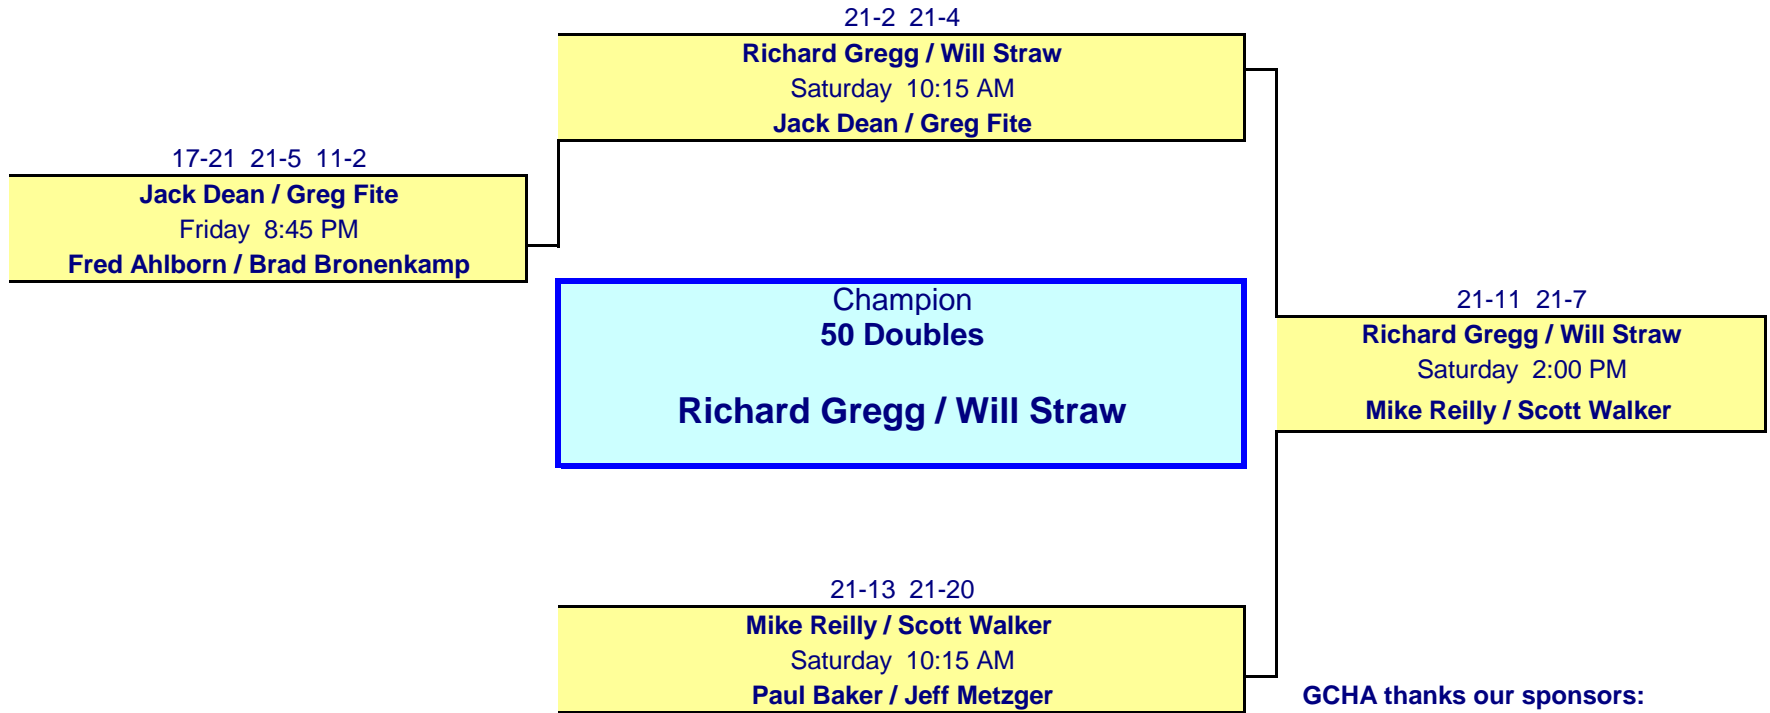 21-2 21-4
Richard Gregg / Will Straw
Saturday 10:15 AM
Jack Dean / Greg Fite
17-21 21-5 11-2
Jack Dean / Greg Fite
Friday 8:45 PM
Fred Ahlborn / Brad Bronenkamp
Champion
50 Doubles
Richard Gregg / Will Straw
21-11 21-7
Richard Gregg / Will Straw
Saturday 2:00 PM
Mike Reilly / Scott Walker
21-13 21-20
Mike Reilly / Scott Walker
Saturday 10:15 AM
Paul Baker / Jeff Metzger
GCHA thanks our sponsors: